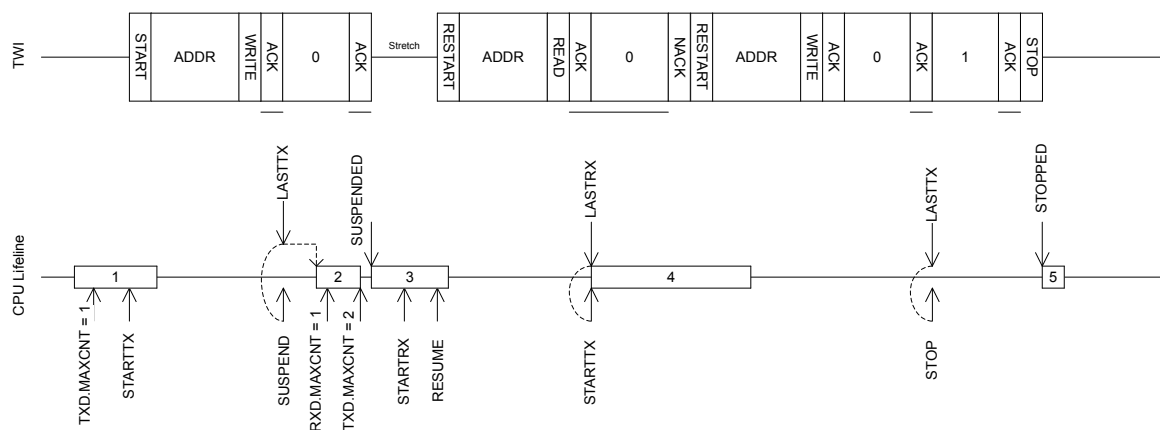 TWI
START
ADDR
WRITE
ACK
0
ACK
Stretch
RESTART
ADDR
READ
ACK
0
NACK
RESTART
ADDR
WRITE
ACK
0
ACK
1
ACK
STOP
LASTTX
SUSPENDED
LASTRX
LASTTX
STOPPED
CPU Lifeline
1
2
3
4
5
TXD.MAXCNT = 1
STARTTX
SUSPEND
RXD.MAXCNT = 1
TXD.MAXCNT = 2
STARTRX
RESUME
STARTTX
STOP